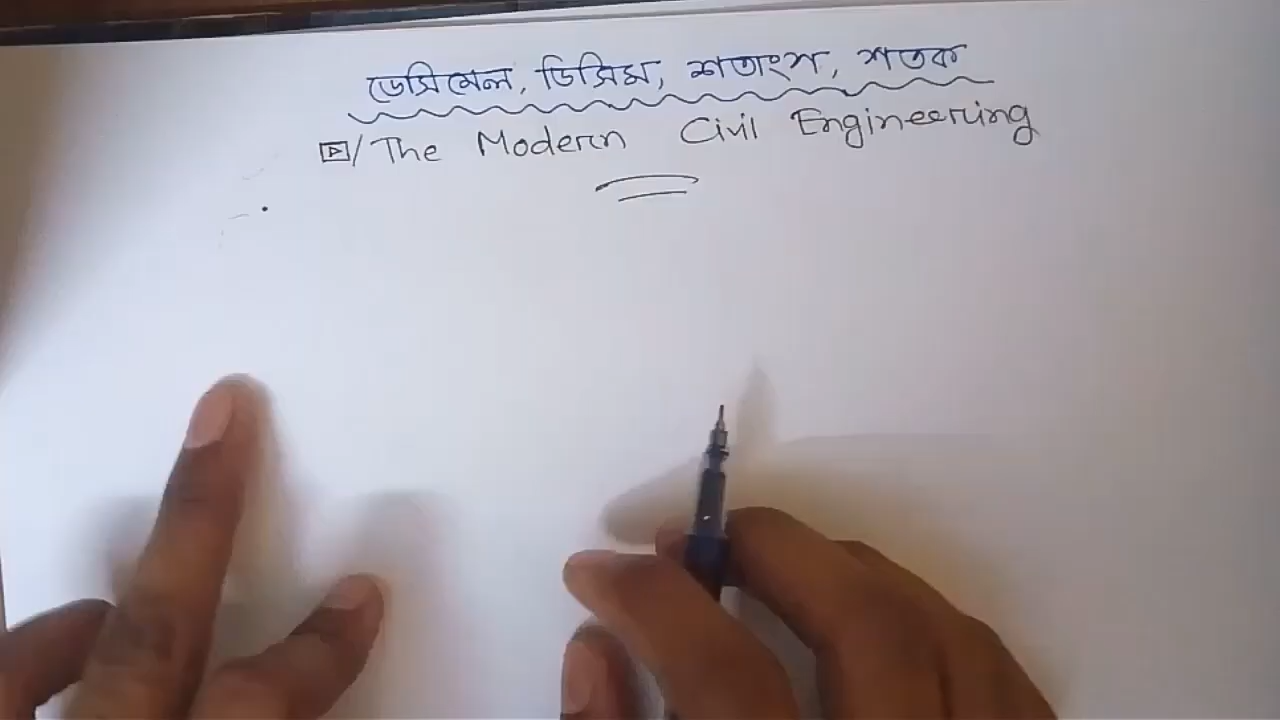 ডেসিমেল, ডিসিম, শতাংশ, শতক
/The Modern Civil Engineering